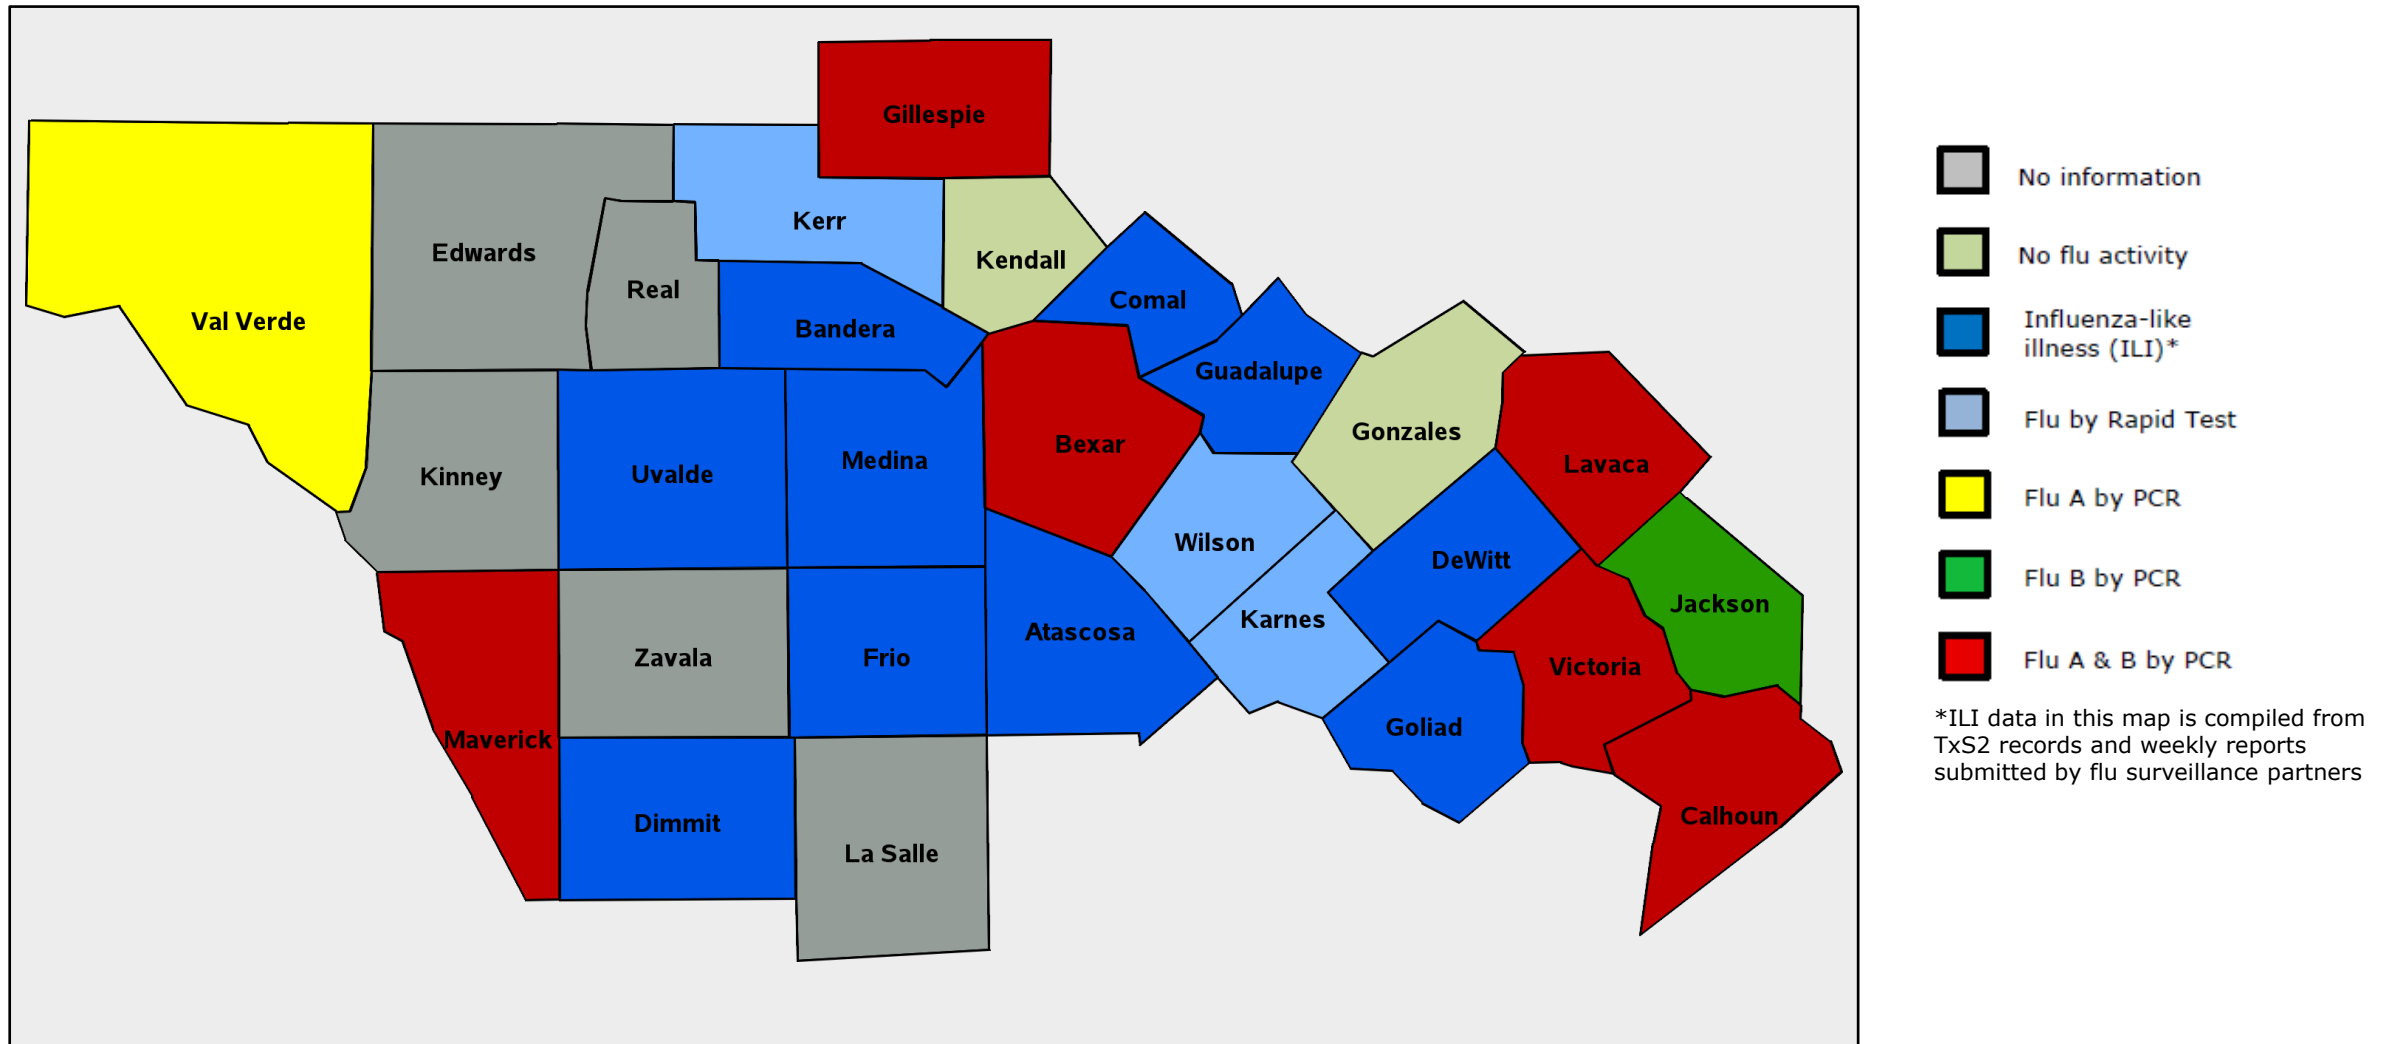 Gillespie
Kerr
Edwards
Kendall
Real
Comal
Val Verde
Bandera
Guadalupe
Gonzales
Bexar
Medina
Lavaca
Uvalde
Kinney
Wilson
DeWitt
Jackson
Karnes
Atascosa
Zavala
Frio
Victoria
Goliad
Maverick
Calhoun
Dimmit
La Salle
No information
No flu activity
Influenza-like
illness (ILI)*
Flu by Rapid Test
Flu A by PCR
Flu B by PCR
Flu A & B by PCR
*ILI data in this map is compiled from
TxS2 records and weekly reports
submitted by flu surveillance partners